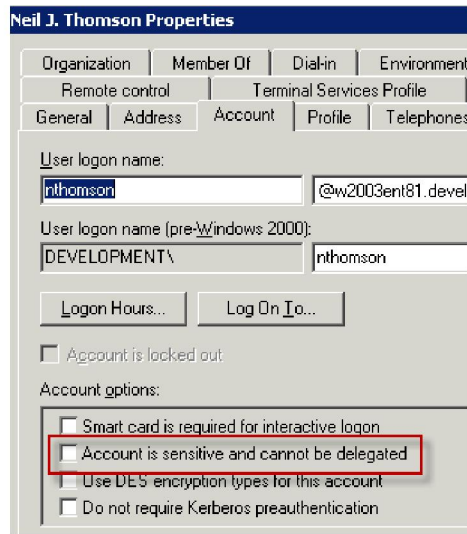 Neil J. Thomson Properties
Organization Member Of Dial-in Environment
Remote control Terminal Services Profile
General Address Account Profile Telephones
User logon name:
nthomson @w2003ent81.devel
User logon name (pre-Windows 2000):
DEVELOPMENT\ nthomson
Logon Hours... Log On To...
Account is locked out
Account options:
Smart card is required for interactive logon
Account is sensitive and cannot be delegated
Use DES encryption types for this account
Do not require Kerberos preauthentication